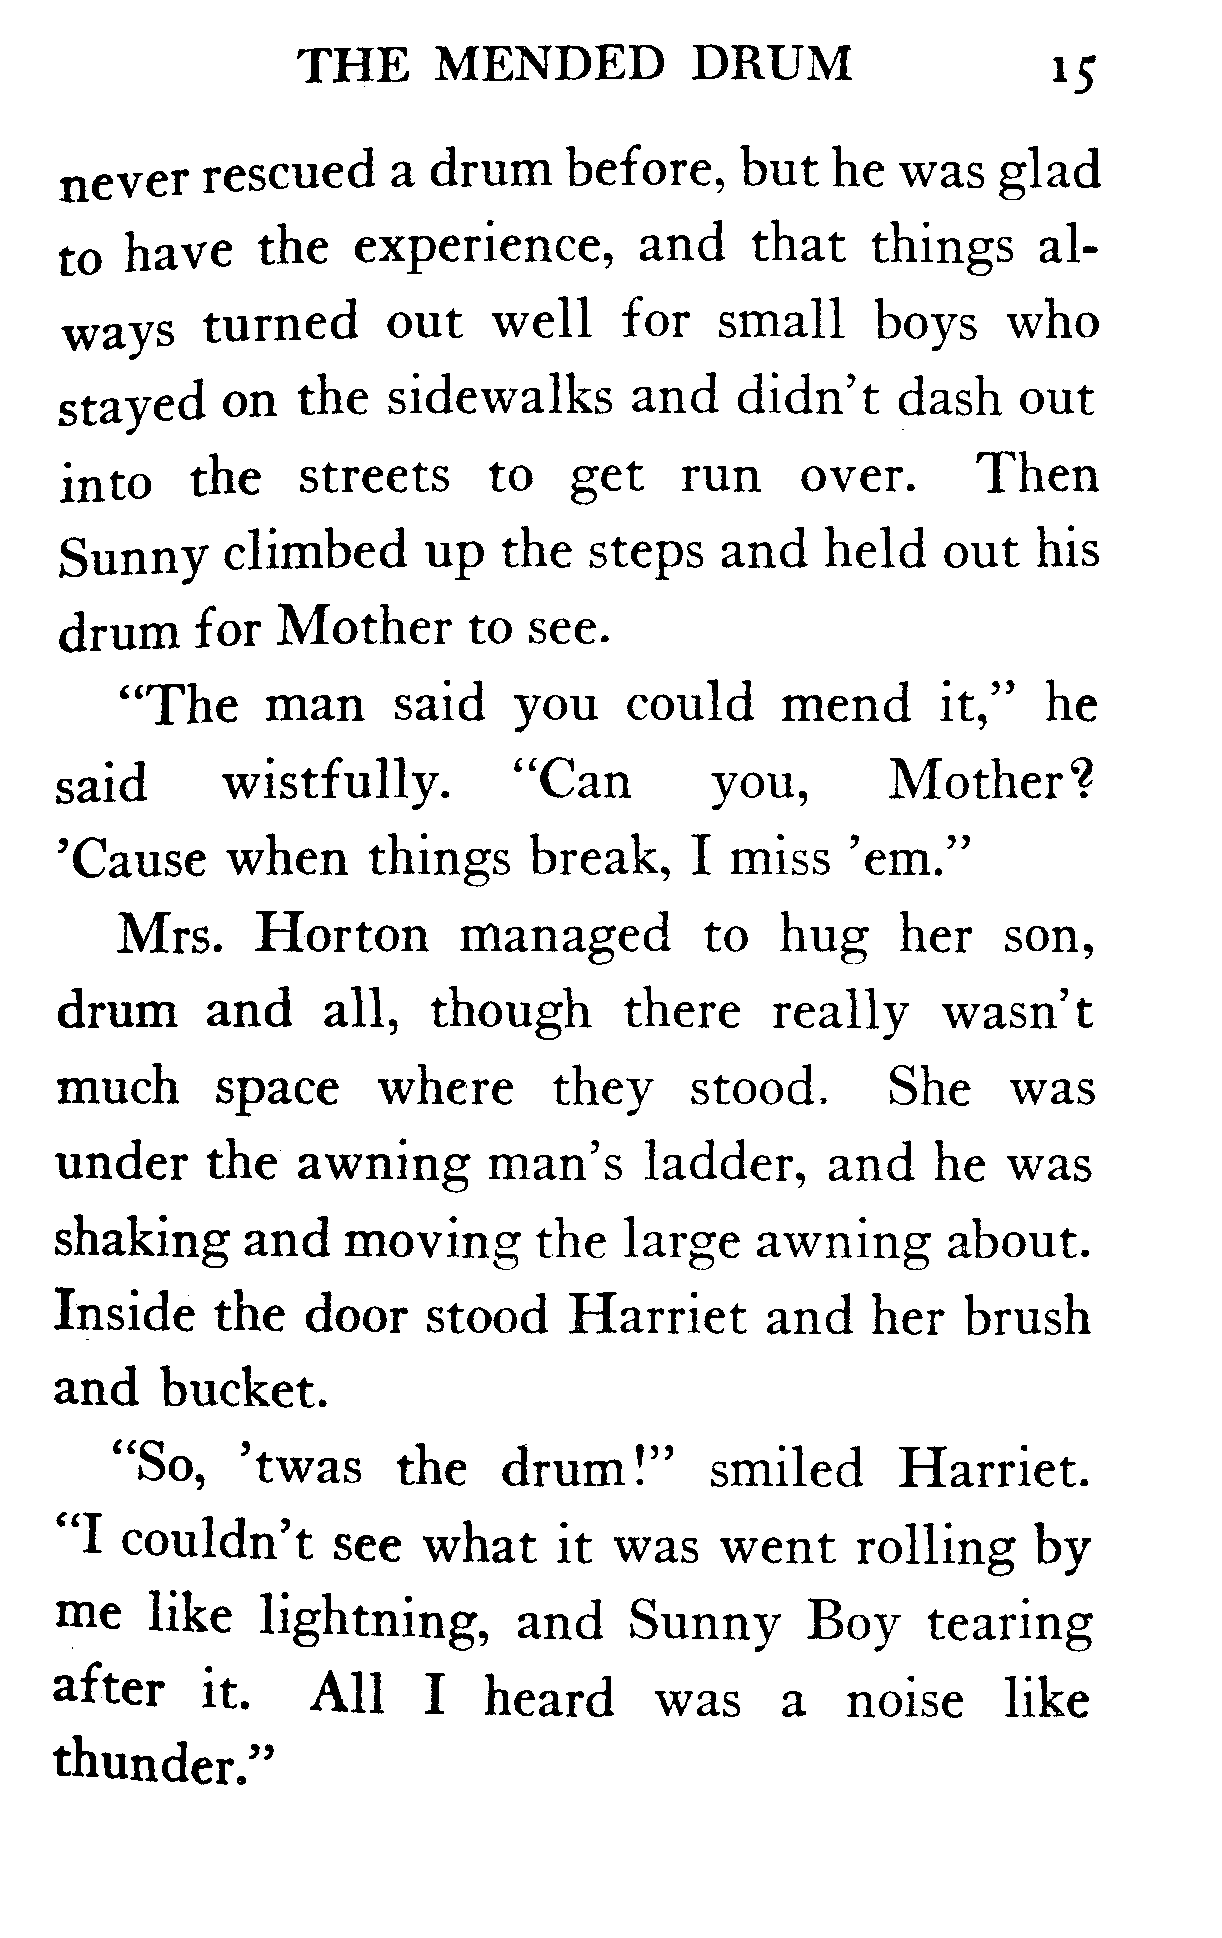 THE MENDED DRUM 15
never rescued a drum before, but he was glad
to have the experience, and that things al-
ways turned out well for small boys who
stayed on the sidewalks and didn't dash out
into the streets to get run over. Then
Sunny climbed up the steps and held out his
drum for Mother to see.
“The man said you could mend it,” he
said wistfully. “Can you, Mother?
’Cause when things break, I miss ’em.”
Mrs. Horton managed to hug her son,
drum and all, though there really wasn’t
much space where they stood. She was
under the awning man’s ladder, and he was
shaking and moving the large awning about.
Inside the door stood Harriet and her brush
and bucket.
“So, ’twas the drum!” smiled Harriet.
“I couldn’t see what it was went rolling by
me like lightning, and Sunny Boy tearing
after it. All I heard was a noise like
thunder.”